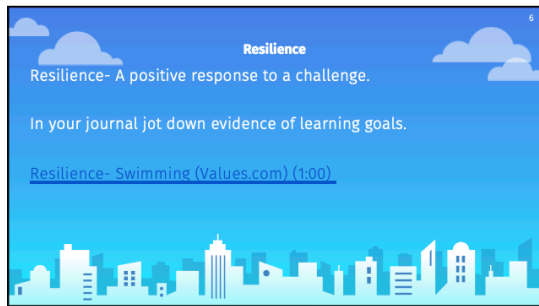 6
Resilience
Resilience- A positive response to a challenge.
In your journal jot down evidence of learning goals.
Resilience- Swimming (Values.com) (1:00)